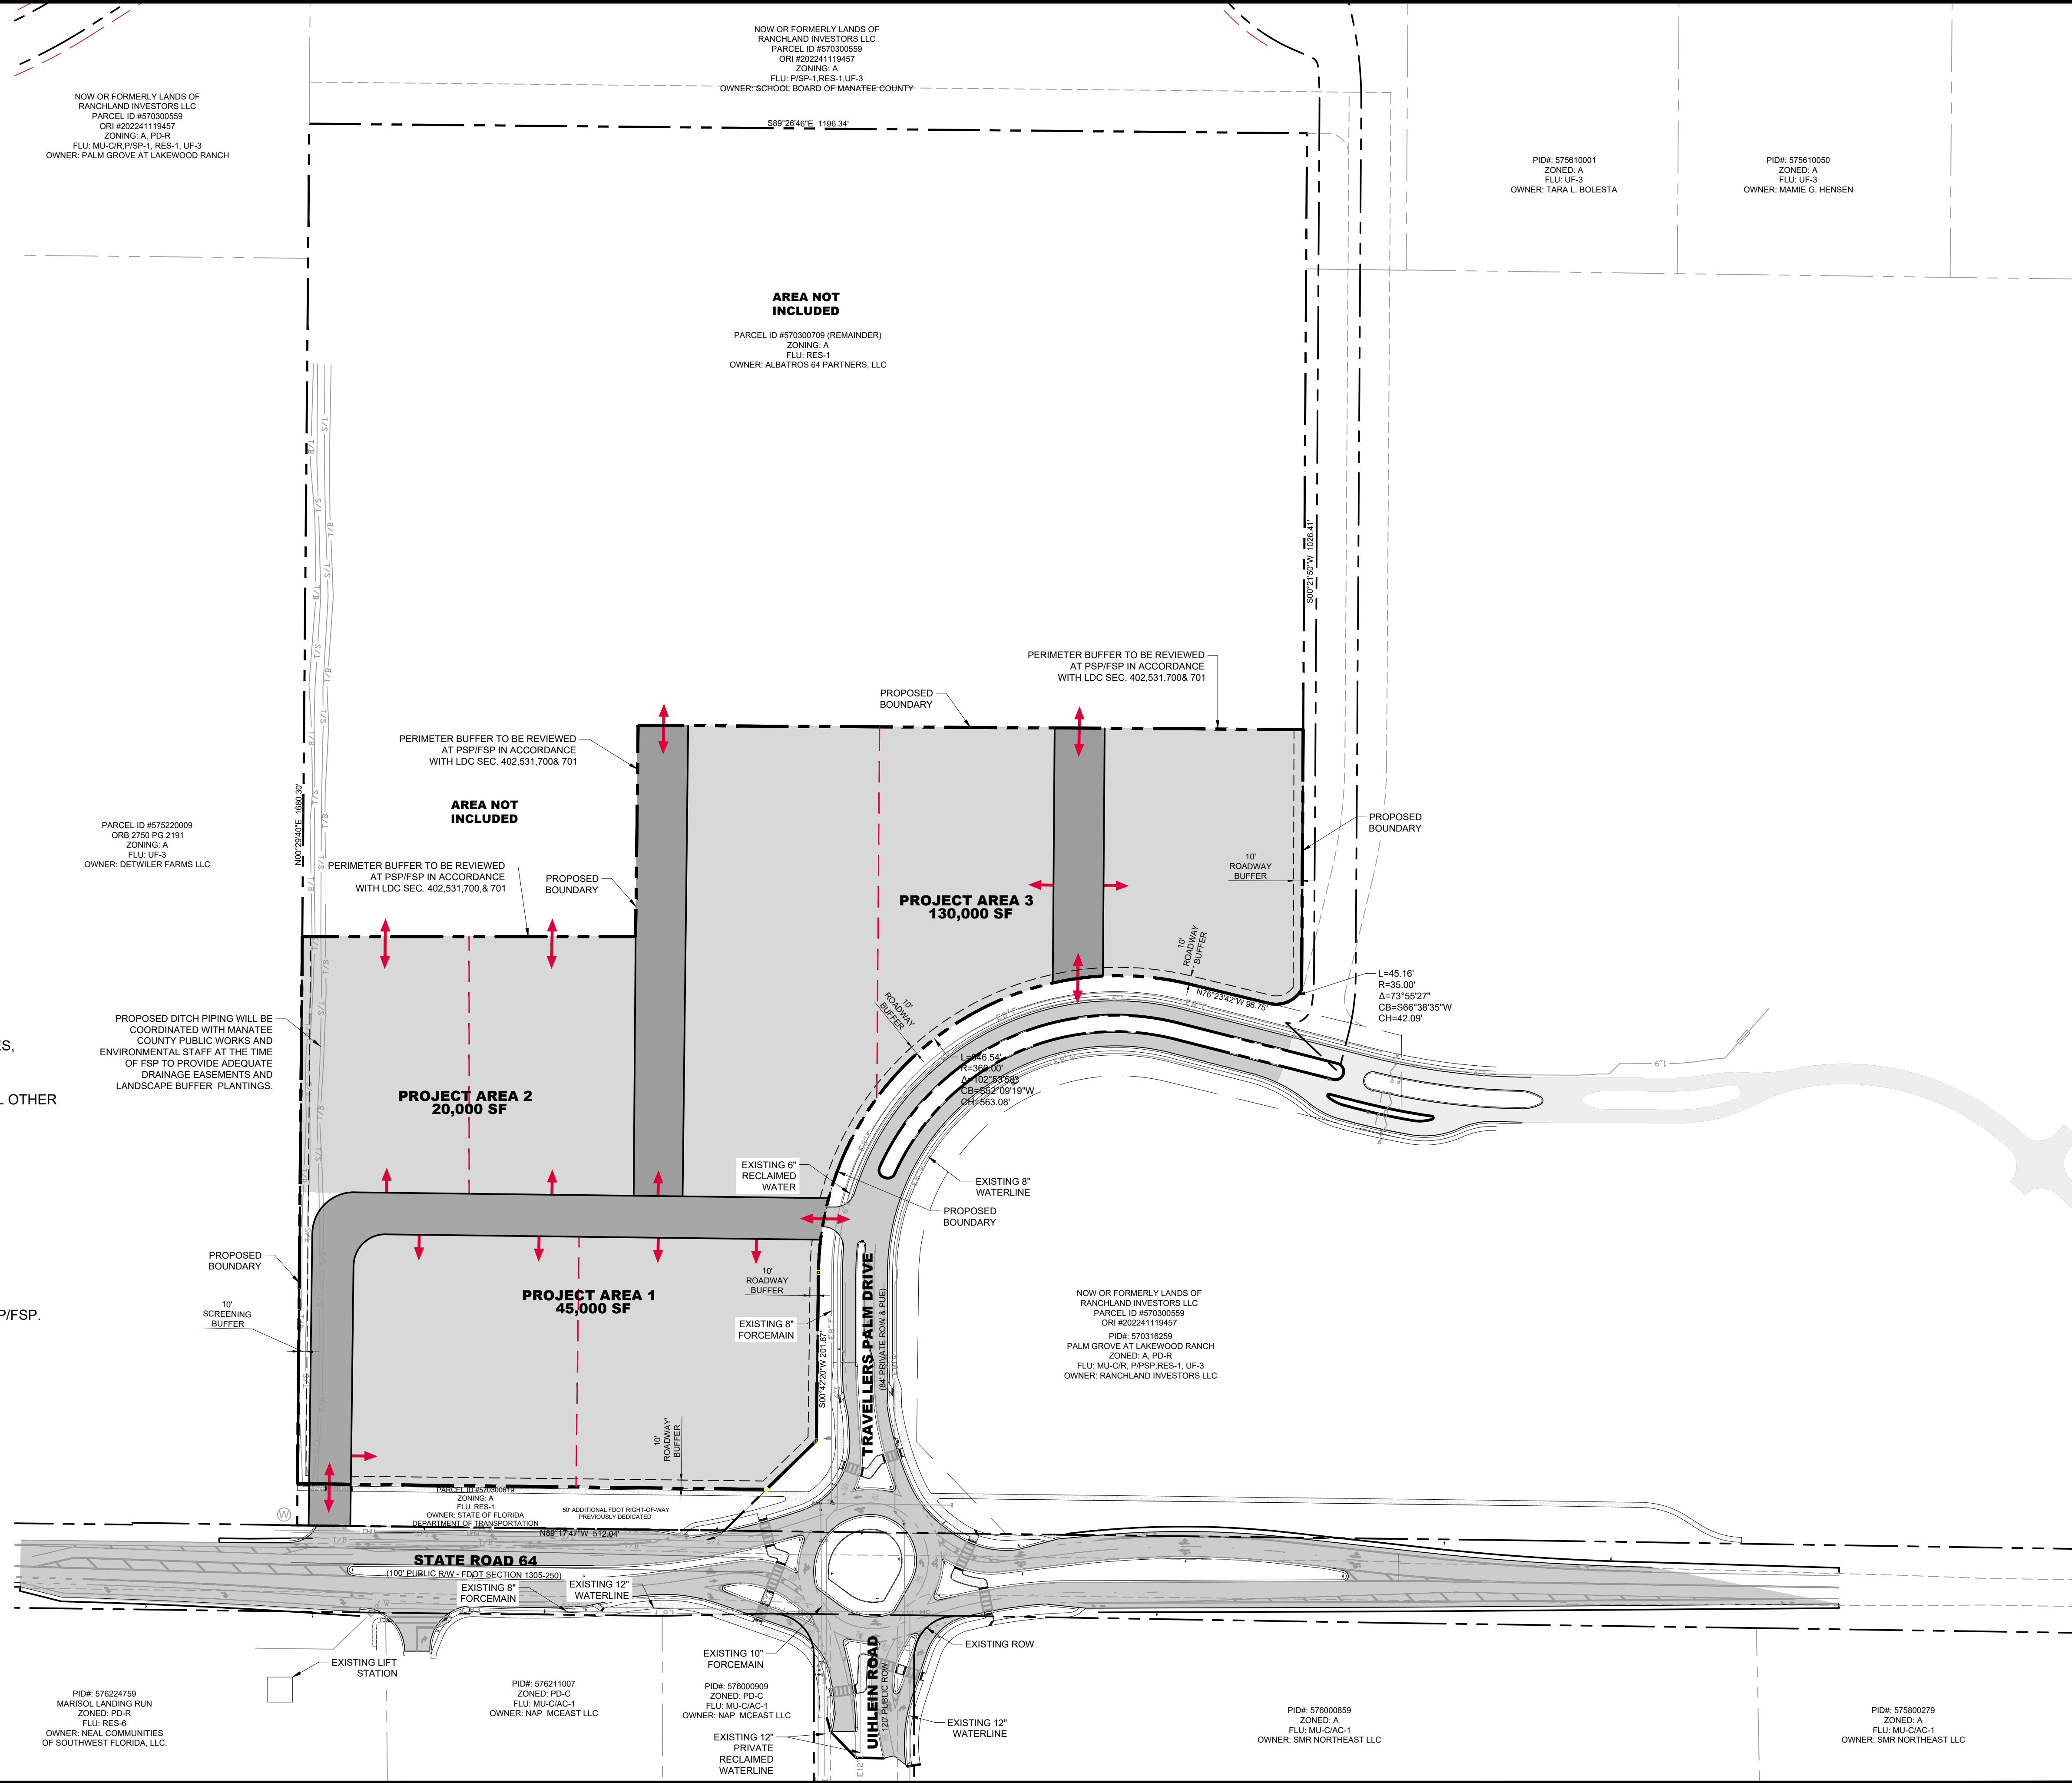 NOW OR FORMERLY LANDS OF
RANCHLAND INVESTORS LLC
PARCEL ID #570300559
ORI #202241119457
ZONING: A
FLU: P/SP-1,RES-1,UF-3
OWNER: SCHOOL BOARD OF MANATEE COUNTY
NOW OR FORMERLY LANDS OF
RANCHLAND INVESTORS LLC
PARCEL ID #570300559
ORI #202241119457
ZONING: A, PD-R
FLU: MU-C/R,P/SP-1, RES-1, UF-3
OWNER: PALM GROVE AT LAKEWOOD RANCH
S89°26'46"E 1196.34'
PID#: 575610001
ZONED: A
FLU: UF-3
OWNER: TARA L. BOLESTA
PID#: 575610050
ZONED: A
FLU: UF-3
OWNER: MAMIE G. HENSEN
AREA NOT
INCLUDED
PARCEL ID #570300709 (REMAINDER)
ZONING: A
FLU: RES-1
OWNER: ALBATROS 64 PARTNERS, LLC
S00°21'50"W 1026.41'
PERIMETER BUFFER TO BE REVIEWED
AT PSP/FSP IN ACCORDANCE
WITH LDC SEC. 402,531,700& 701
PROPOSED
BOUNDARY
PERIMETER BUFFER TO BE REVIEWED
AT PSP/FSP IN ACCORDANCE
WITH LDC SEC. 402,531,700& 701
AREA NOT
INCLUDED
N00°29'40"E 1680.30'
PARCEL ID #575220009
ORB 2750 PG 2191
ZONING: A
FLU: UF-3
OWNER: DETWILER FARMS LLC
PERIMETER BUFFER TO BE REVIEWED
AT PSP/FSP IN ACCORDANCE
WITH LDC SEC. 402,531,700,& 701
PROPOSED
BOUNDARY
PROPOSED
BOUNDARY
10'
ROADWAY
BUFFER
PROJECT AREA 3
130,000 SF
10'
ROADWAY
BUFFER
N76°23'42"W 98.75'
L=45.16'
R=35.00'
Δ=73°55'27"
CB=S66°38'35"W
CH=42.09'
10'
ROADWAY
BUFFER
L=646.54'
R=360.00'
Δ=102°53'58"
CB=S52°09'19"W
CH=563.08'
PROPOSED DITCH PIPING WILL BE
COORDINATED WITH MANATEE
COUNTY PUBLIC WORKS AND
ENVIRONMENTAL STAFF AT THE TIME
OF FSP TO PROVIDE ADEQUATE
DRAINAGE EASEMENTS AND
LANDSCAPE BUFFER PLANTINGS.
ES,
L OTHER
P/FSP.
PROJECT AREA 2
20,000 SF
EXISTING 6"
RECLAIMED
WATER
EXISTING 8"
WATERLINE
PROPOSED
BOUNDARY
PROPOSED
BOUNDARY
10'
SCREENING
BUFFER
PROJECT AREA 1
45,000 SF
10'
ROADWAY
BUFFER
EXISTING 8"
FORCEMAIN
S00°42'20"W 201.87'
TRAVELLERS PALM DRIVE
(84' PRIVATE ROW & PUE)
10'
ROADWAY'
BUFFER
NOW OR FORMERLY LANDS OF
RANCHLAND INVESTORS LLC
PARCEL ID #570300559
ORI #202241119457
PID#: 570316259
PALM GROVE AT LAKEWOOD RANCH
ZONED: A, PD-R
FLU: MU-C/R, P/PSP,RES-1, UF-3
OWNER: RANCHLAND INVESTORS LLC
PARCEL ID #570300619
ZONING: A
FLU: RES-1
OWNER: STATE OF FLORIDA
DEPARTMENT OF TRANSPORTATION
50' ADDITIONAL FDOT RIGHT-OF-WAY
PREVIOUSLY DEDICATED
N89°17'47"W 512.04'
W
STATE ROAD 64
(100' PUBLIC R/W - FDOT SECTION 1305-250)
EXISTING 8"
FORCEMAIN
EXISTING 12"
WATERLINE
EXISTING LIFT
STATION
EXISTING 10"
FORCEMAIN
EXISTING ROW
UIHLEIN ROAD
120' PUBLIC ROW
EXISTING 12"
WATERLINE
EXISTING 12"
PRIVATE
RECLAIMED
WATERLINE
PID#: 576224759
MARISOL LANDING RUN
ZONED: PD-R
FLU: RES-6
OWNER: NEAL COMMUNITIES
OF SOUTHWEST FLORIDA, LLC.
PID#: 576211007
ZONED: PD-C
FLU: MU-C/AC-1
OWNER: NAP MCEAST LLC
PID#: 576000909
ZONED: PD-C
FLU: MU-C/AC-1
OWNER: NAP MCEAST LLC
PID#: 576000859
ZONED: A
FLU: MU-C/AC-1
OWNER: SMR NORTHEAST LLC
PID#: 575800279
ZONED: A
FLU: MU-C/AC-1
OWNER: SMR NORTHEAST LLC